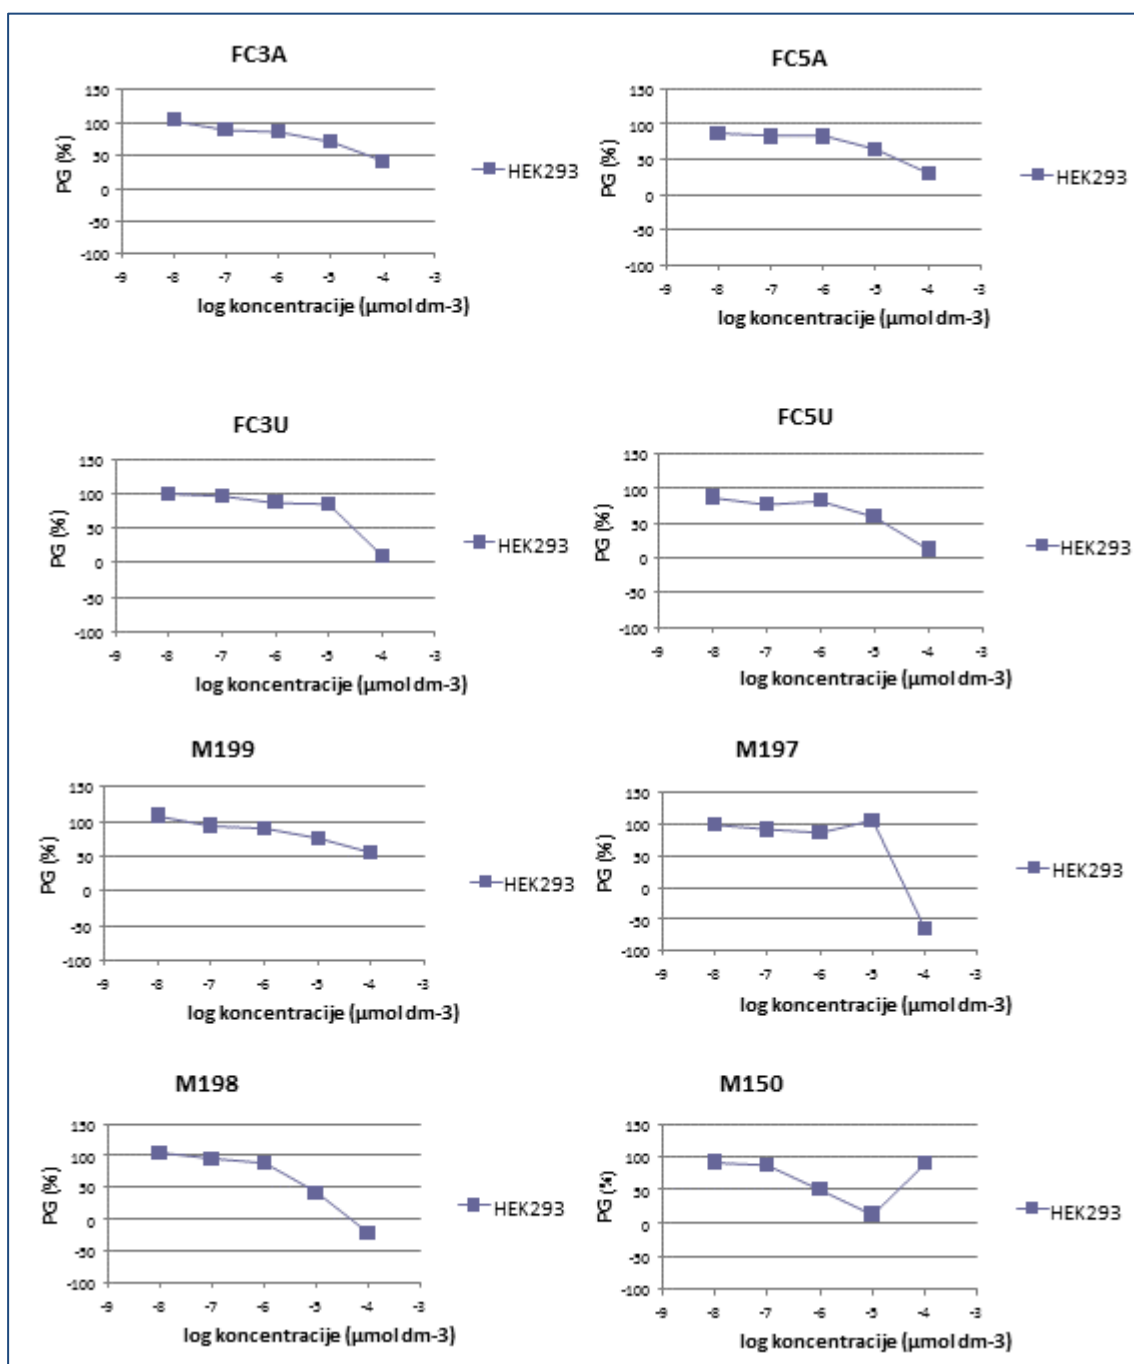 FC3A
150
100
50
0
-50
-100
PG (%)
-9 -8 -7 -6 -5 -4 -3
log koncentracije (µmol dm-3)
HEK293
FC5A
150
100
50
0
-50
-100
PG (%)
-9 -8 -7 -6 -5 -4 -3
log koncentracije (µmol dm-3)
HEK293
FC3U
150
100
50
0
-50
-100
PG (%)
-9 -8 -7 -6 -5 -4 -3
log koncentracije (µmol dm-3)
HEK293
FC5U
150
100
50
0
-50
-100
PG (%)
-9 -8 -7 -6 -5 -4 -3
log koncentracije (µmol dm-3)
HEK293
M199
150
100
50
0
-50
-100
PG (%)
-9 -8 -7 -6 -5 -4 -3
log koncentracije (µmol dm-3)
HEK293
M197
150
100
50
0
-50
-100
PG (%)
-9 -8 -7 -6 -5 -4 -3
log koncentracije (µmol dm-3)
HEK293
M198
150
100
50
0
-50
-100
PG (%)
-9 -8 -7 -6 -5 -4 -3
log koncentracije (µmol dm-3)
HEK293
M150
150
100
50
0
-50
-100
PG (%)
-9 -8 -7 -6 -5 -4 -3
log koncentracije (µmol dm-3)
HEK293